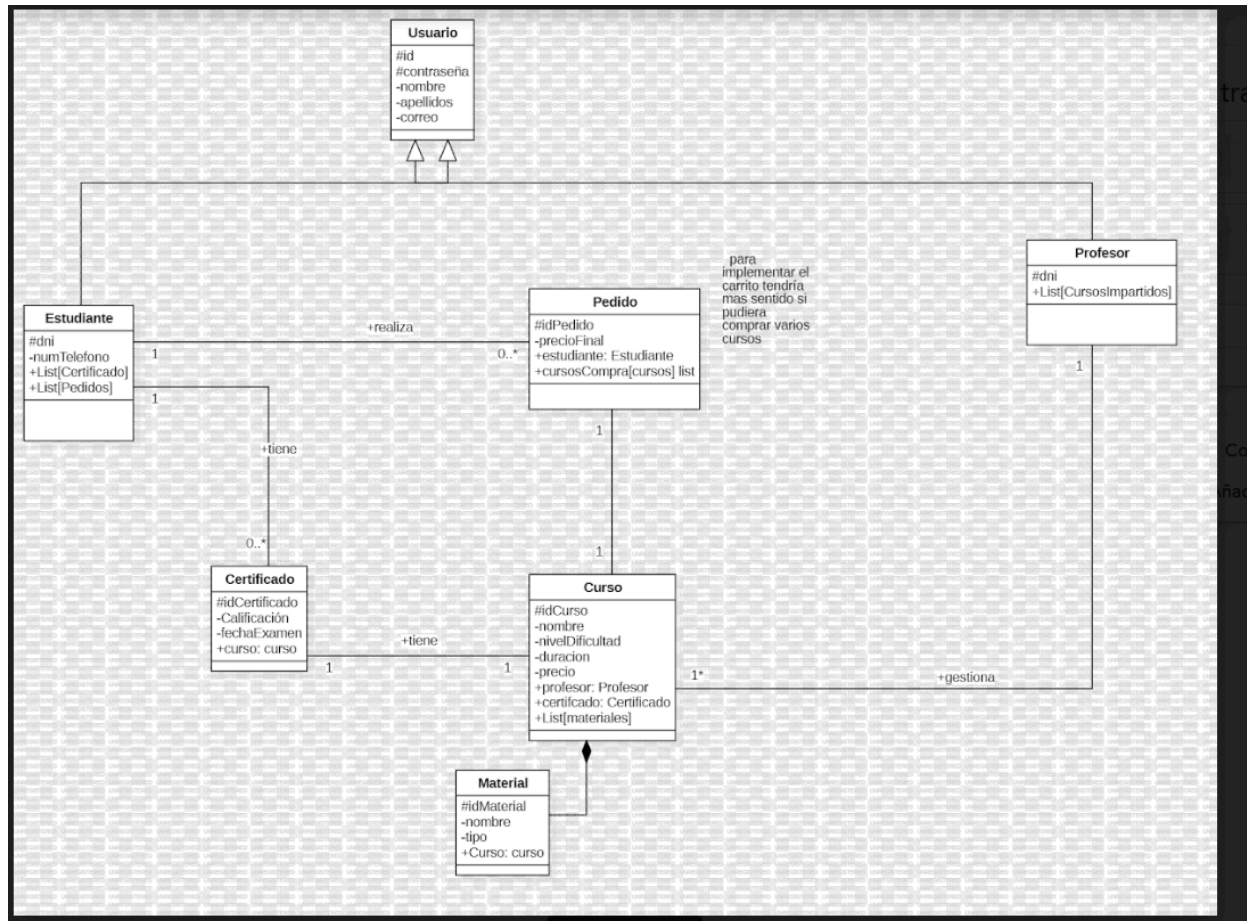 Usuario
#id
#contraseña
-nombre
-apellidos
-correo
Profesor
#dni
+List[CursosImpartidos]
1
para
implementar el
carrito tendría
mas sentido si
pudiera
comprar varios
cursos
Pedido
#idPedido
-precioFinal
+estudiante: Estudiante
+cursosCompra[cursos] list
Estudiante
#dni
-numTelefono
+List[Certificado]
+List[Pedidos]
+realiza
1
0..*
1
+tiene
0..*
1
1
Certificado
#idCertificado
-Calificación
-fechaExamen
+curso: curso
+tiene
1
1
Curso
#idCurso
-nombre
-nivelDificultad
-duracion
-precio
+profesor: Profesor
+certifcado: Certificado
+List[materiales]
1*
+gestiona
Material
#idMaterial
-nombre
-tipo
+Curso: curso